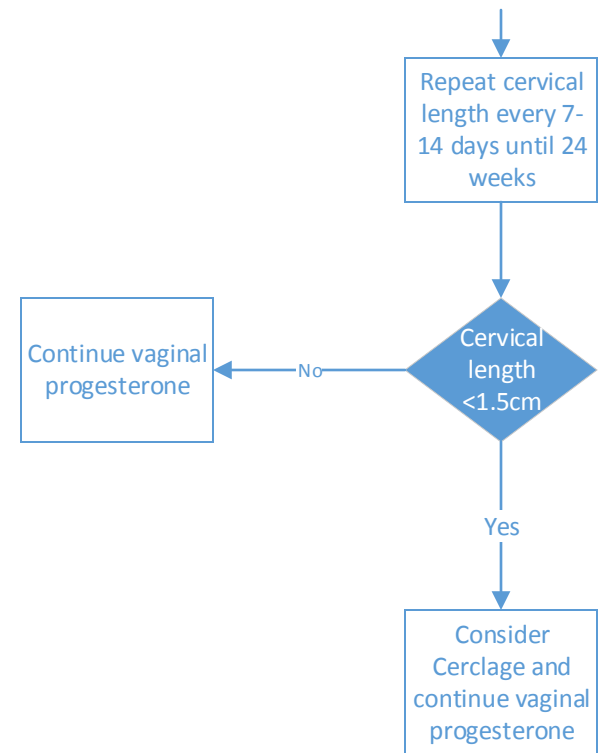 Repeat cervical
length every 7-
14 days until 24
weeks
Cervical
length
<1.5cm
No
Continue vaginal
progesterone
Yes
Consider
Cerclage and
continue vaginal
progesterone